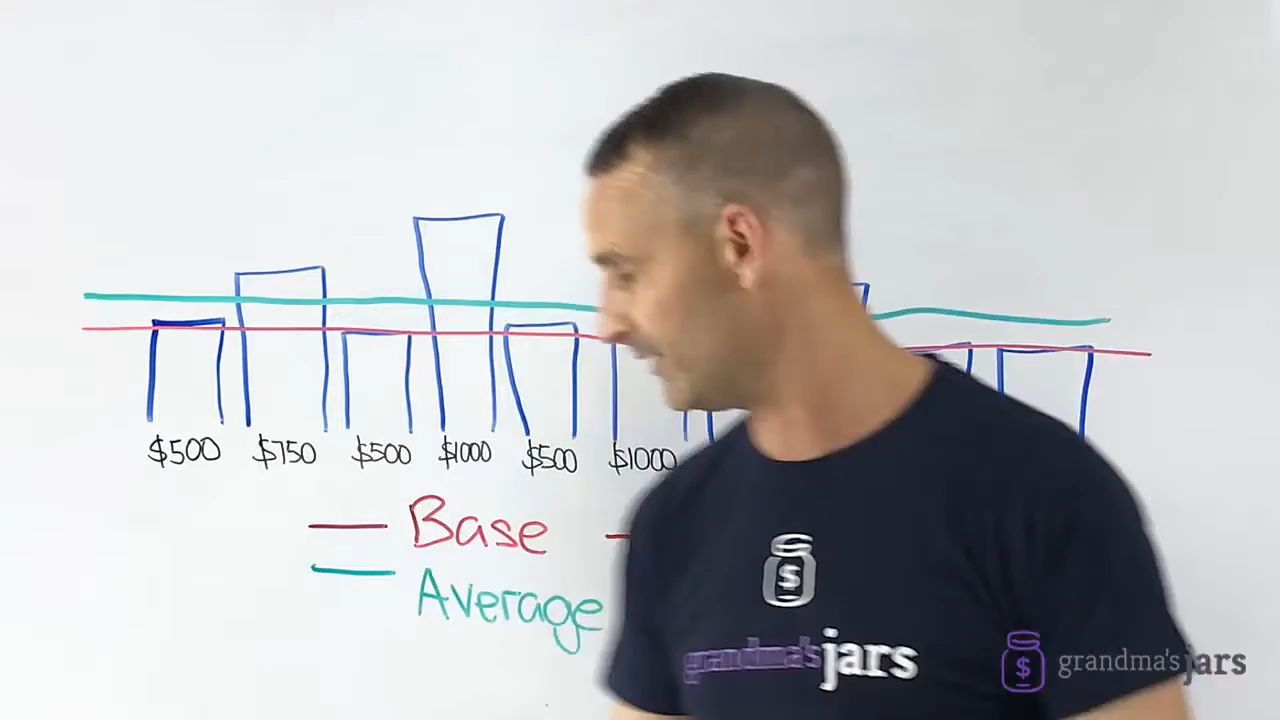 $500 $750 $500 $1000 $500 $1000
Base
Average
$
grandma's jars
$
grandma's jars